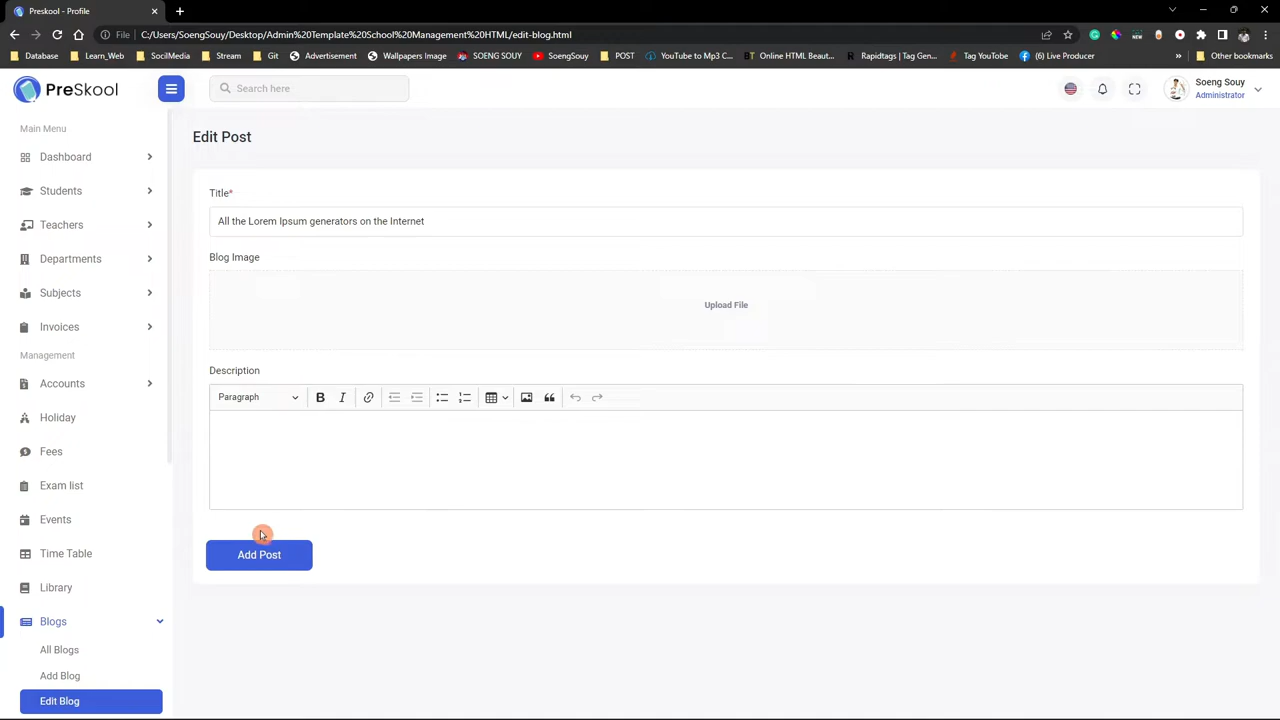 Preskool - Profile
File
C:/Users/SoengSouy/Desktop/Admin%20Template%20School%20Management%20HTML/edit-blog.html
Database
Learn_Web
SocilMedia
Stream
Git
Advertisement
Wallpapers Image
SOENG SOUY
SoengSouy
POST
YouTube to Mp3 C...
Online HTML Beaut...
Rapidtags | Tag Gen...
Tag YouTube
(6) Live Producer
Other bookmarks
PreSkool
Search here
Soeng Souy
Administrator
Main Menu
Dashboard
Students
Teachers
Departments
Subjects
Invoices
Management
Accounts
Holiday
Fees
Exam list
Events
Time Table
Library
Blogs
All Blogs
Add Blog
Edit Blog
Edit Post
Title*
All the Lorem Ipsum generators on the Internet
Blog Image
Upload File
Description
Paragraph
Add Post